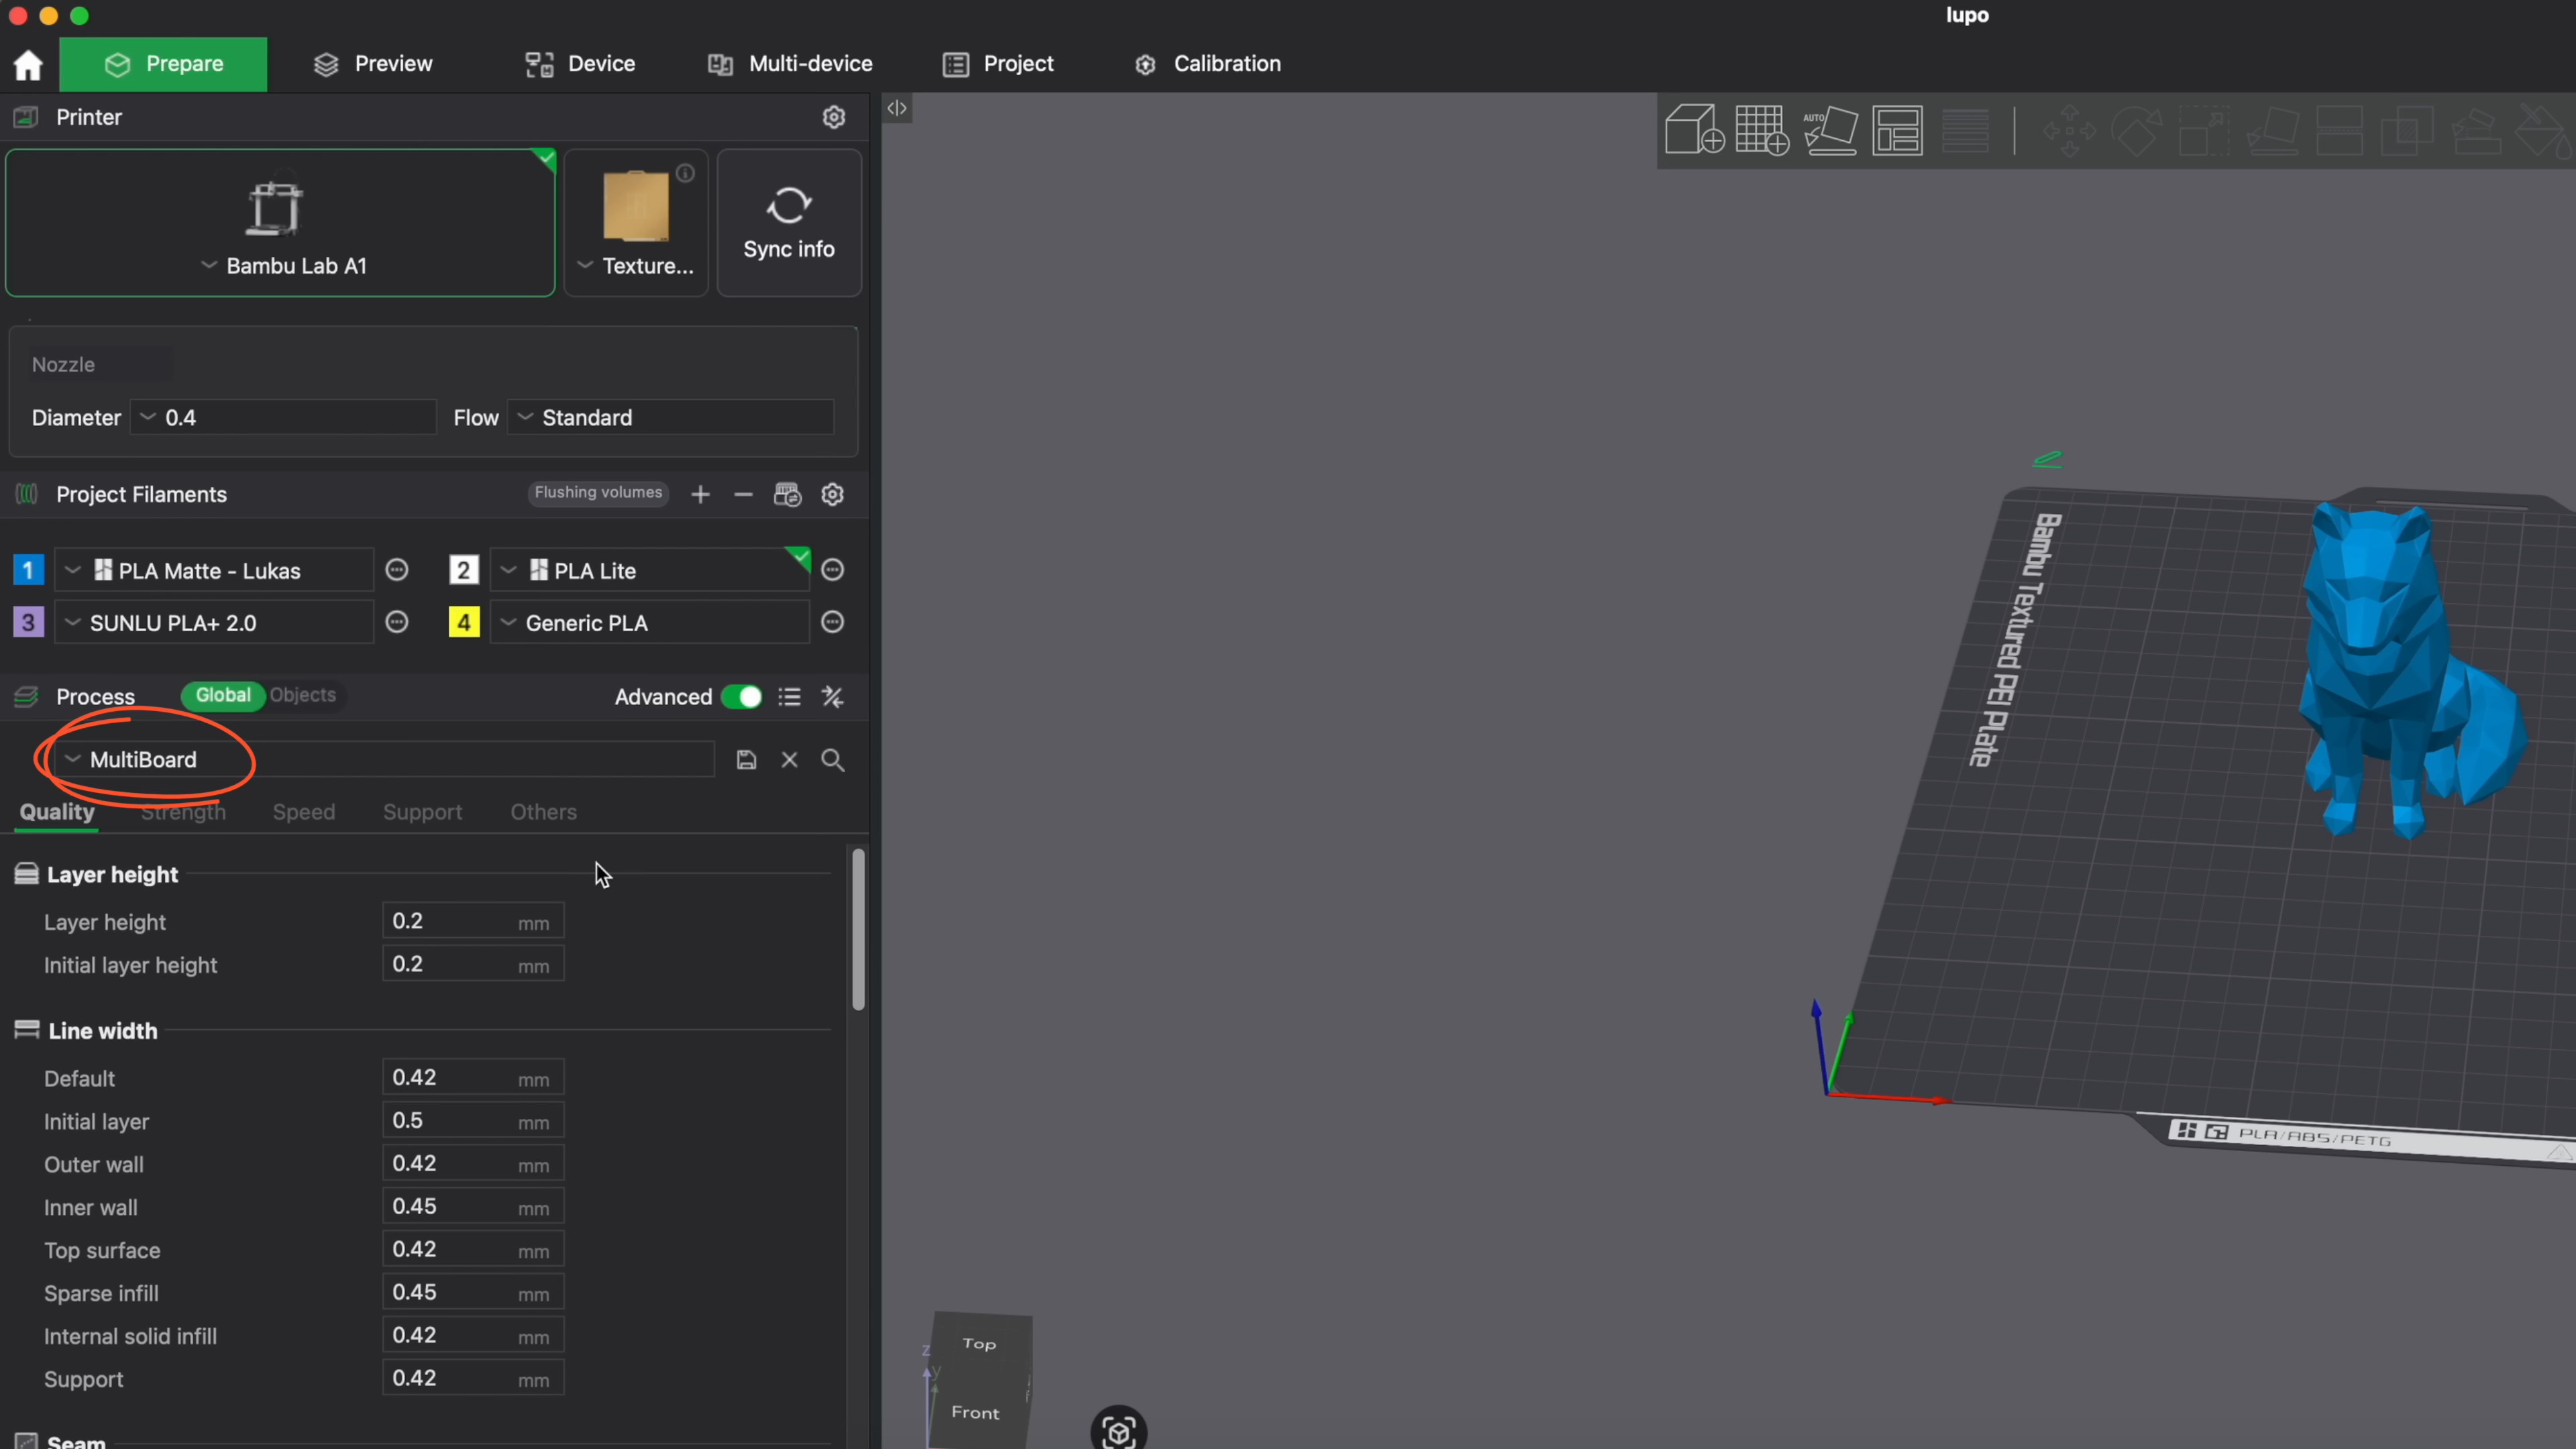 lupo
Prepare
Preview
Device
Multi-device
Project
Calibration
Printer
Bambu Lab A1
Texture...
Sync info
Nozzle
Diameter 0.4
Flow Standard
Project Filaments
Flushing volumes
1 PLA Matte - Lukas
2 PLA Lite
3 SUNLU PLA+ 2.0
4 Generic PLA
Process
Global Objects
Advanced
MultiBoard
Quality Strength Speed Support Others
Layer height
Layer height 0.2 mm
Initial layer height 0.2 mm
Line width
Default 0.42 mm
Initial layer 0.5 mm
Outer wall 0.42 mm
Inner wall 0.45 mm
Top surface 0.42 mm
Sparse infill 0.45 mm
Internal solid infill 0.42 mm
Support 0.42 mm
Seam
AUTO
Bambu Textured PEI Plate
PLA/ABS/PETG
Top
Front
z
y